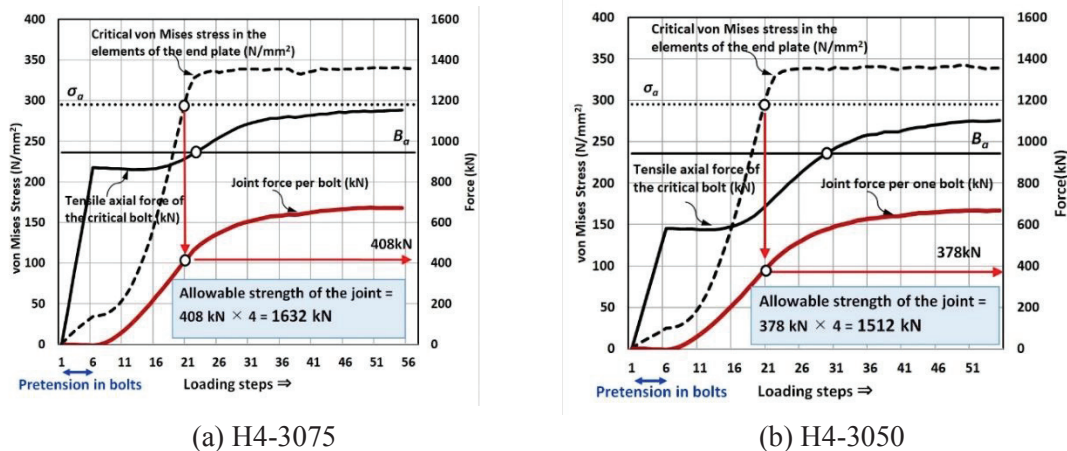 400
350
300
250
200
150
100
50
0
von Mises Stress (N/mm²)
1600
1400
1200
1000
800
600
400
200
0
Force(kN)
Critical von Mises stress in the
elements of the end plate (N/mm²)
σa
Ba
Tensile axial force of
the critical bolt (kN)
Joint force per bolt (kN)
408kN
Allowable strength of the joint =
408 kN × 4 = 1632 kN
1 6 11 16 21 26 31 36 41 46 51 56
Pretension in bolts
Loading steps ⇒
(a) H4-3075
400
350
300
250
200
150
100
50
0
von Mises Stress (N/mm²)
1600
1400
1200
1000
800
600
400
200
0
Force(kN)
Critical von Mises stress in the
elements of the end plate (N/mm²)
σa
Ba
Tensile axial force of
the critical bolt (kN)
Joint force per one bolt (kN)
378kN
Allowable strength of the joint =
378 kN × 4 = 1512 kN
1 6 11 16 21 26 31 36 41 46 51
Pretension in bolts
Loading steps ⇒
(b) H4-3050